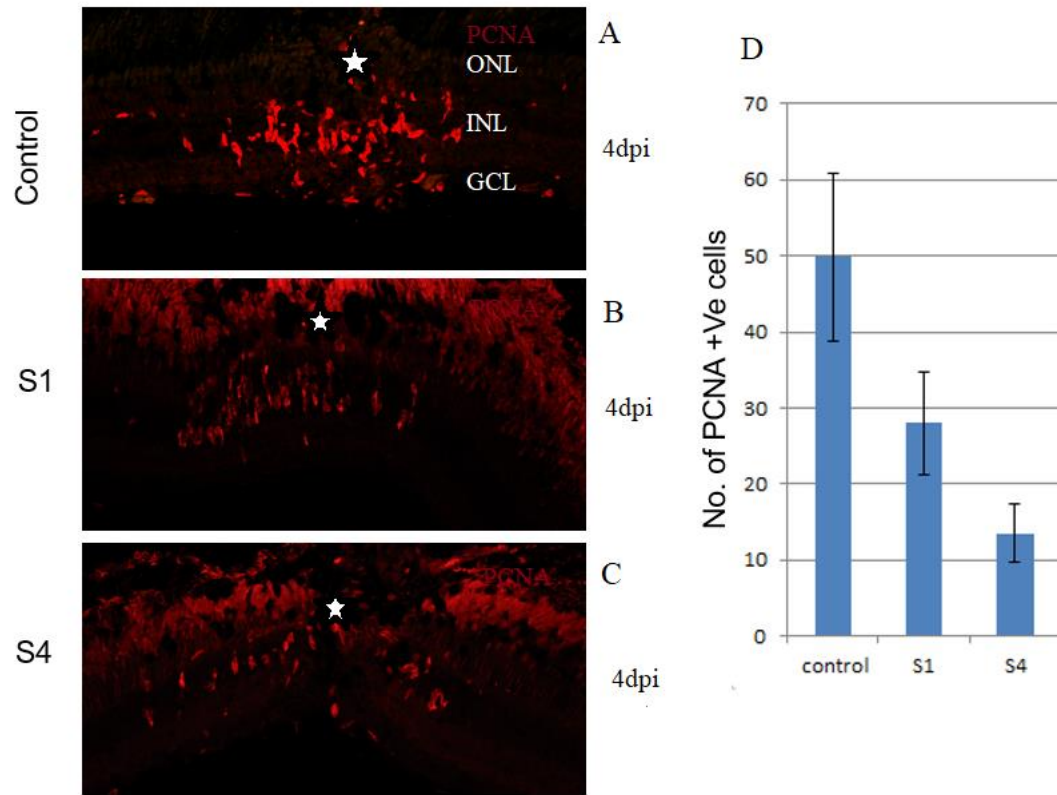 Control
PCNA
ONL
INL
GCL
A
4dpi
S1
B
4dpi
S4
PCNA
C
4dpi
D
No. of PCNA +Ve cells
70
60
50
40
30
20
10
0
control
S1
S4